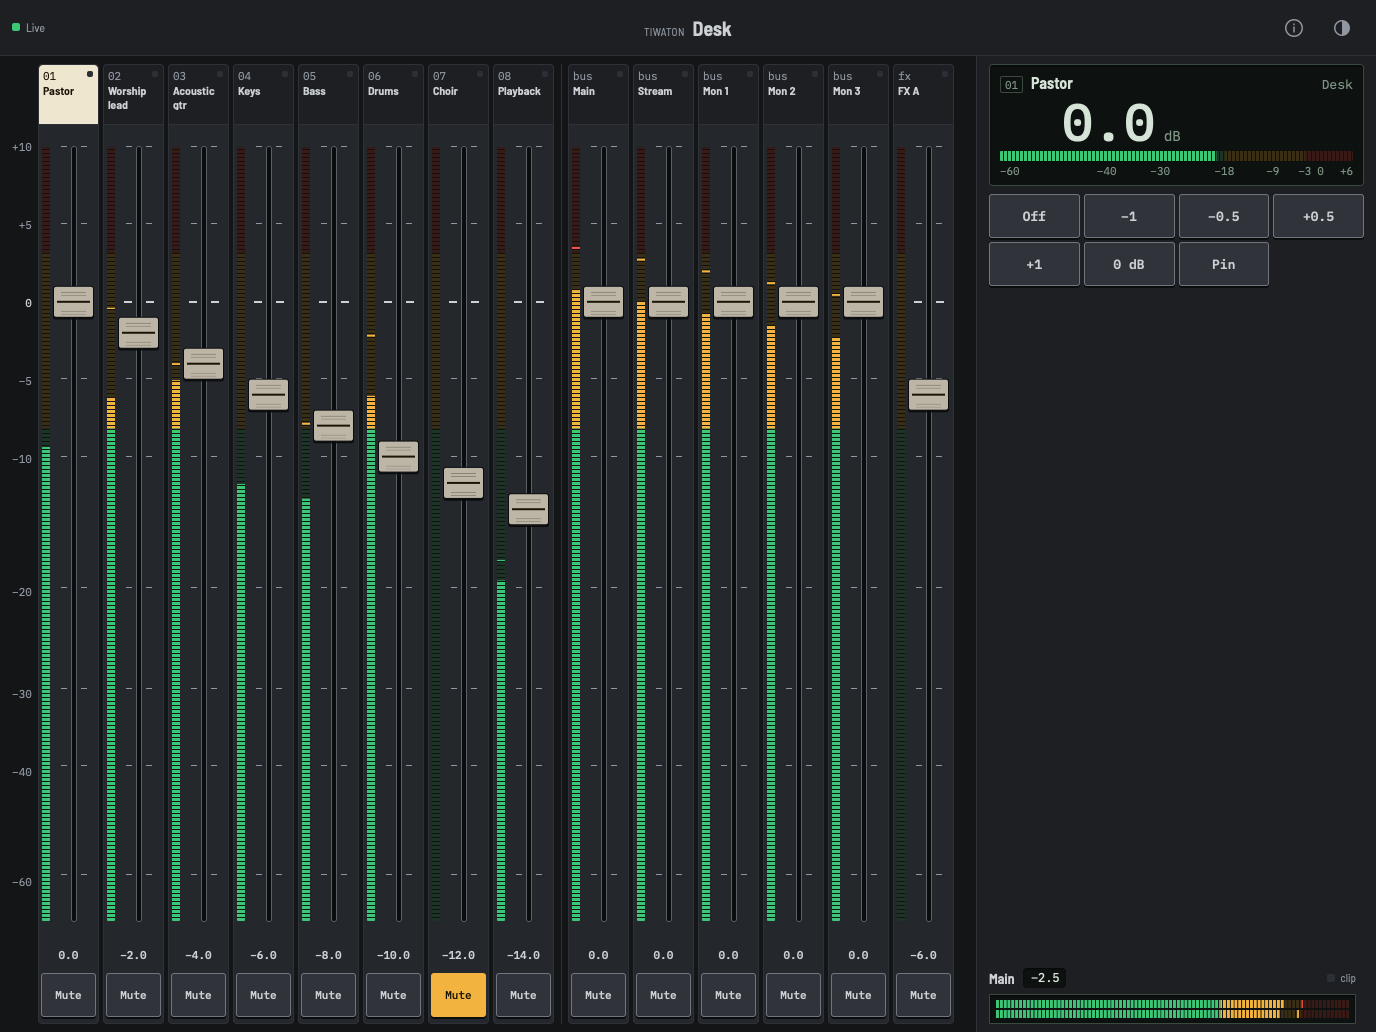 Live
TIWATON Desk
01
Pastor
02
Worship
lead
03
Acoustic
gtr
04
Keys
05
Bass
06
Drums
07
Choir
08
Playback
bus
Main
bus
Stream
bus
Mon 1
bus
Mon 2
bus
Mon 3
fx
FX A
+10
+5
0
−5
−10
−20
−30
−40
−60
0.0
−2.0
−4.0
−6.0
−8.0
−10.0
−12.0
−14.0
0.0
0.0
0.0
0.0
0.0
−6.0
Mute
Mute
Mute
Mute
Mute
Mute
Mute
Mute
Mute
Mute
Mute
Mute
Mute
Mute
01 Pastor Desk
0.0 dB
−60 −40 −30 −18 −9 −3 0 +6
Off −1 −0.5 +0.5
+1 0 dB Pin
Main −2.5 clip